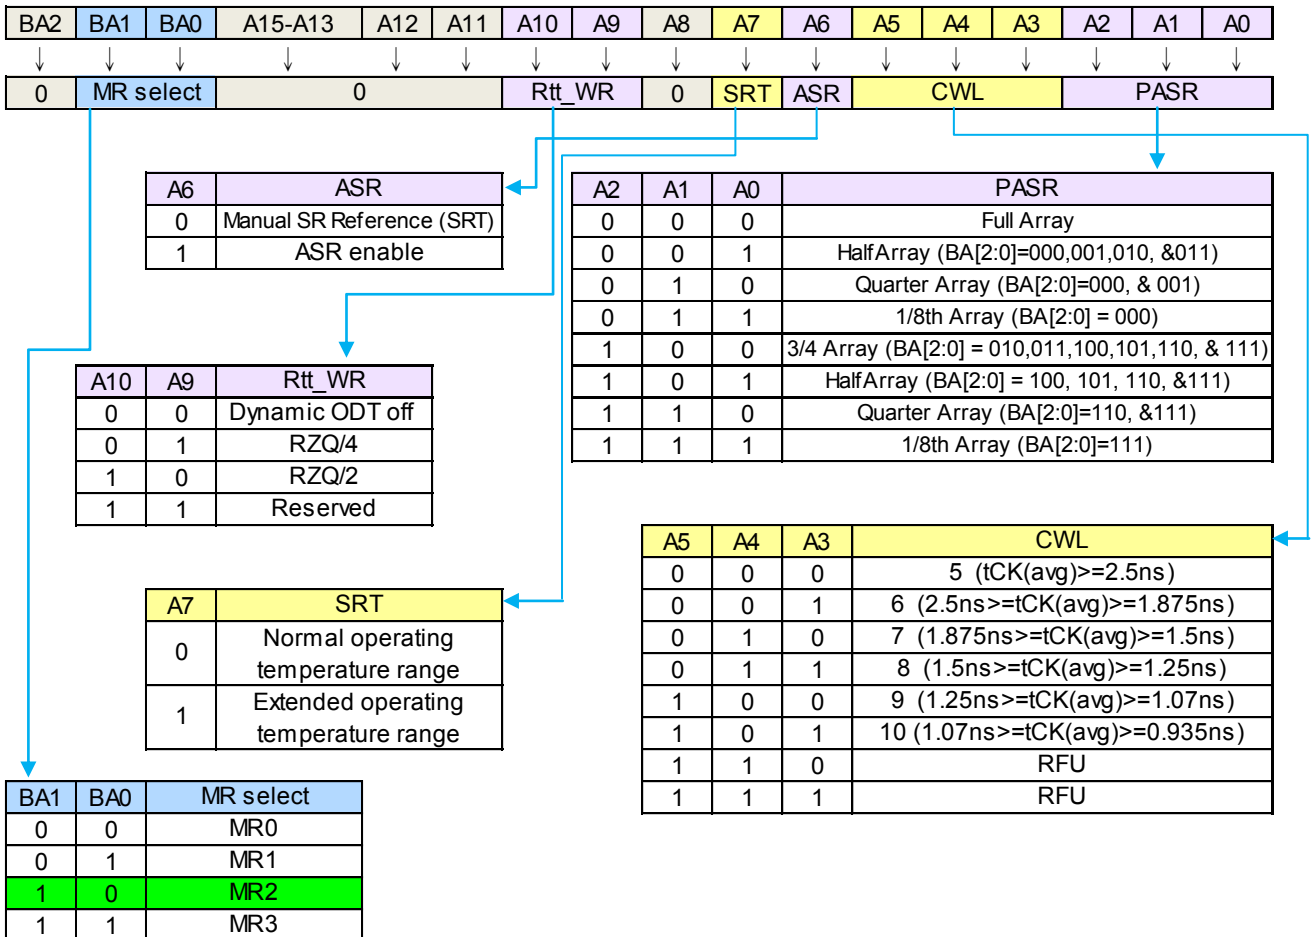 BA2 BA1 BA0 A15-A13 A12 A11 A10 A9 A8 A7 A6 A5 A4 A3 A2 A1 A0
0 MR select 0 Rtt_WR 0 SRT ASR CWL PASR
A6 ASR
0 Manual SR Reference (SRT)
1 ASR enable
A2 A1 A0 PASR
0 0 0 Full Array
0 0 1 HalfArray (BA[2:0]=000,001,010, &011)
0 1 0 Quarter Array (BA[2:0]=000, & 001)
0 1 1 1/8th Array (BA[2:0] = 000)
1 0 0 3/4 Array (BA[2:0] = 010,011,100,101,110, & 111)
1 0 1 HalfArray (BA[2:0] = 100, 101, 110, &111)
1 1 0 Quarter Array (BA[2:0]=110, &111)
1 1 1 1/8th Array (BA[2:0]=111)
A10 A9 Rtt_WR
0 0 Dynamic ODT off
0 1 RZQ/4
1 0 RZQ/2
1 1 Reserved
A5 A4 A3 CWL
0 0 0 5 (tCK(avg)>=2.5ns)
0 0 1 6 (2.5ns>=tCK(avg)>=1.875ns)
0 1 0 7 (1.875ns>=tCK(avg)>=1.5ns)
0 1 1 8 (1.5ns>=tCK(avg)>=1.25ns)
1 0 0 9 (1.25ns>=tCK(avg)>=1.07ns)
1 0 1 10 (1.07ns>=tCK(avg)>=0.935ns)
1 1 0 RFU
1 1 1 RFU
A7 SRT
0 Normal operating
temperature range
1 Extended operating
temperature range
BA1 BA0 MR select
0 0 MR0
0 1 MR1
1 0 MR2
1 1 MR3